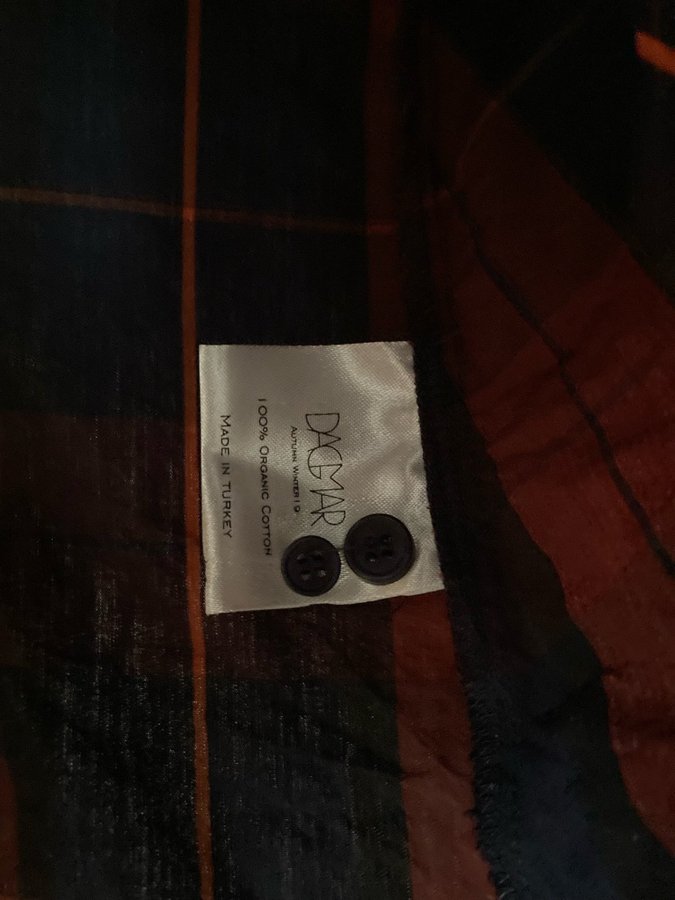 DAGMAR
AUTUMN WINTER 19
100% ORGANIC COTTON
MADE IN TURKEY